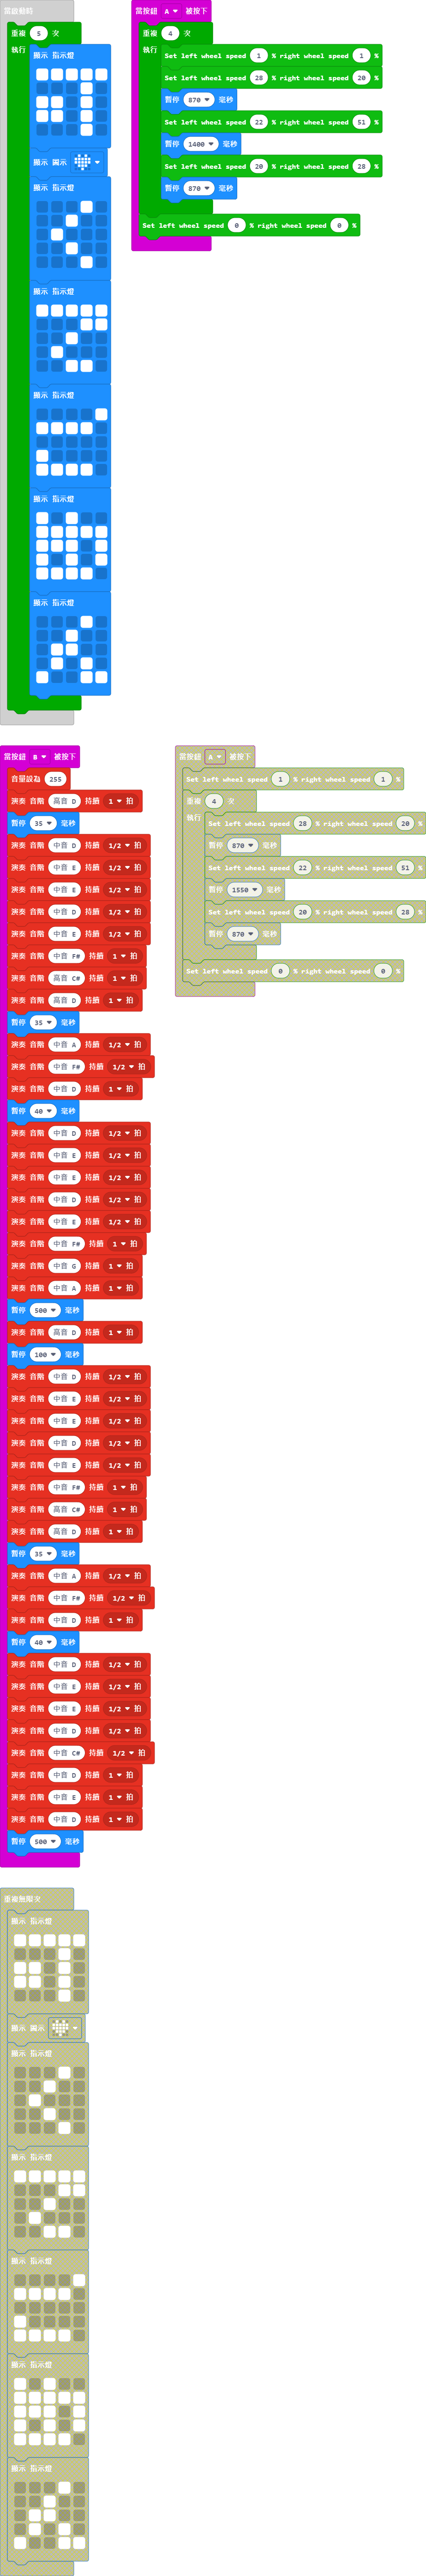 當啟動時
重複 5 次
執行
顯示 指示燈
顯示 圖示
顯示 指示燈
顯示 指示燈
顯示 指示燈
顯示 指示燈
顯示 指示燈
當按鈕 A 被按下
重複 4 次
執行
Set left wheel speed 1 % right wheel speed 1 %
Set left wheel speed 28 % right wheel speed 20 %
暫停 870 毫秒
Set left wheel speed 22 % right wheel speed 51 %
暫停 1400 毫秒
Set left wheel speed 20 % right wheel speed 28 %
暫停 870 毫秒
Set left wheel speed 0 % right wheel speed 0 %
當按鈕 B 被按下
音量設為 255
演奏 音階 高音 D 持續 1 拍
暫停 35 毫秒
演奏 音階 中音 D 持續 1/2 拍
演奏 音階 中音 E 持續 1/2 拍
演奏 音階 中音 E 持續 1/2 拍
演奏 音階 中音 D 持續 1/2 拍
演奏 音階 中音 E 持續 1/2 拍
演奏 音階 中音 F# 持續 1 拍
演奏 音階 高音 C# 持續 1 拍
演奏 音階 高音 D 持續 1 拍
暫停 35 毫秒
演奏 音階 中音 A 持續 1/2 拍
演奏 音階 中音 F# 持續 1/2 拍
演奏 音階 中音 D 持續 1 拍
暫停 40 毫秒
演奏 音階 中音 D 持續 1/2 拍
演奏 音階 中音 E 持續 1/2 拍
演奏 音階 中音 E 持續 1/2 拍
演奏 音階 中音 D 持續 1/2 拍
演奏 音階 中音 E 持續 1/2 拍
演奏 音階 中音 F# 持續 1 拍
演奏 音階 中音 G 持續 1 拍
演奏 音階 中音 A 持續 1 拍
暫停 500 毫秒
演奏 音階 高音 D 持續 1 拍
暫停 100 毫秒
演奏 音階 中音 D 持續 1/2 拍
演奏 音階 中音 E 持續 1/2 拍
演奏 音階 中音 E 持續 1/2 拍
演奏 音階 中音 D 持續 1/2 拍
演奏 音階 中音 E 持續 1/2 拍
演奏 音階 中音 F# 持續 1 拍
演奏 音階 高音 C# 持續 1 拍
演奏 音階 高音 D 持續 1 拍
暫停 35 毫秒
演奏 音階 中音 A 持續 1/2 拍
演奏 音階 中音 F# 持續 1/2 拍
演奏 音階 中音 D 持續 1 拍
暫停 40 毫秒
演奏 音階 中音 D 持續 1/2 拍
演奏 音階 中音 E 持續 1/2 拍
演奏 音階 中音 E 持續 1/2 拍
演奏 音階 中音 D 持續 1/2 拍
演奏 音階 中音 C# 持續 1/2 拍
演奏 音階 中音 D 持續 1 拍
演奏 音階 中音 E 持續 1 拍
演奏 音階 中音 D 持續 1 拍
暫停 500 毫秒
當按鈕 A 被按下
Set left wheel speed 1 % right wheel speed 1 %
重複 4 次
執行
Set left wheel speed 28 % right wheel speed 20 %
暫停 870 毫秒
Set left wheel speed 22 % right wheel speed 51 %
暫停 1550 毫秒
Set left wheel speed 20 % right wheel speed 28 %
暫停 870 毫秒
Set left wheel speed 0 % right wheel speed 0 %
重複無限次
顯示 指示燈
顯示 圖示
顯示 指示燈
顯示 指示燈
顯示 指示燈
顯示 指示燈
顯示 指示燈